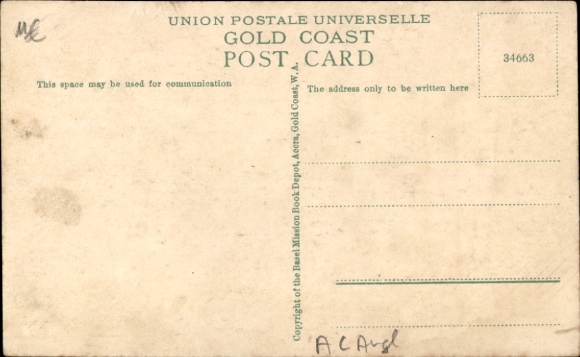 UNION POSTALE UNIVERSELLE
GOLD COAST
POST CARD
34663
This space may be used for communication
The address only to be written here
Copyright of the Basel Mission Book Depot, Accra, Gold Coast, W.A.
A C Angl